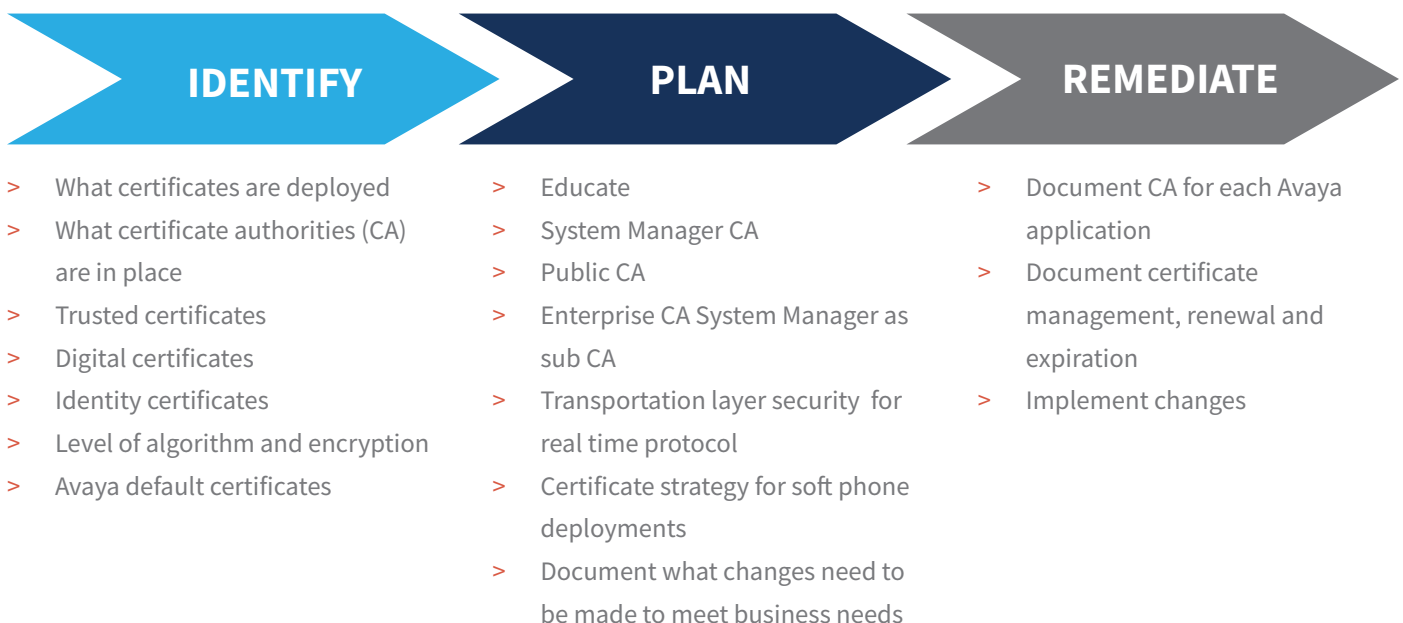 IDENTIFY
> What certificates are deployed
> What certificate authorities (CA)
are in place
> Trusted certificates
> Digital certificates
> Identity certificates
> Level of algorithm and encryption
> Avaya default certificates
PLAN
> Educate
> System Manager CA
> Public CA
> Enterprise CA System Manager as
sub CA
> Transportation layer security  for
real time protocol
> Certificate strategy for soft phone
deployments
> Document what changes need to
be made to meet business needs
REMEDIATE
> Document CA for each Avaya
application
> Document certificate
management, renewal and
expiration
> Implement changes